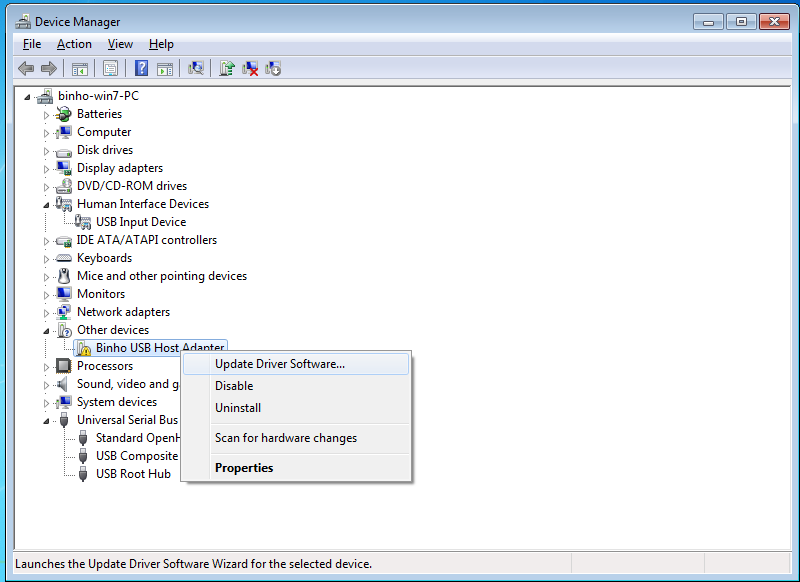 Device Manager
File Action View Help
binho-win7-PC
Batteries
Computer
Disk drives
Display adapters
DVD/CD-ROM drives
Human Interface Devices
USB Input Device
IDE ATA/ATAPI controllers
Keyboards
Mice and other pointing devices
Monitors
Network adapters
Other devices
Binho USB Host Adapter
Processors
Sound, video and g
System devices
Universal Serial Bus
Standard OpenH
USB Composite
USB Root Hub
Update Driver Software...
Disable
Uninstall
Scan for hardware changes
Properties
Launches the Update Driver Software Wizard for the selected device.